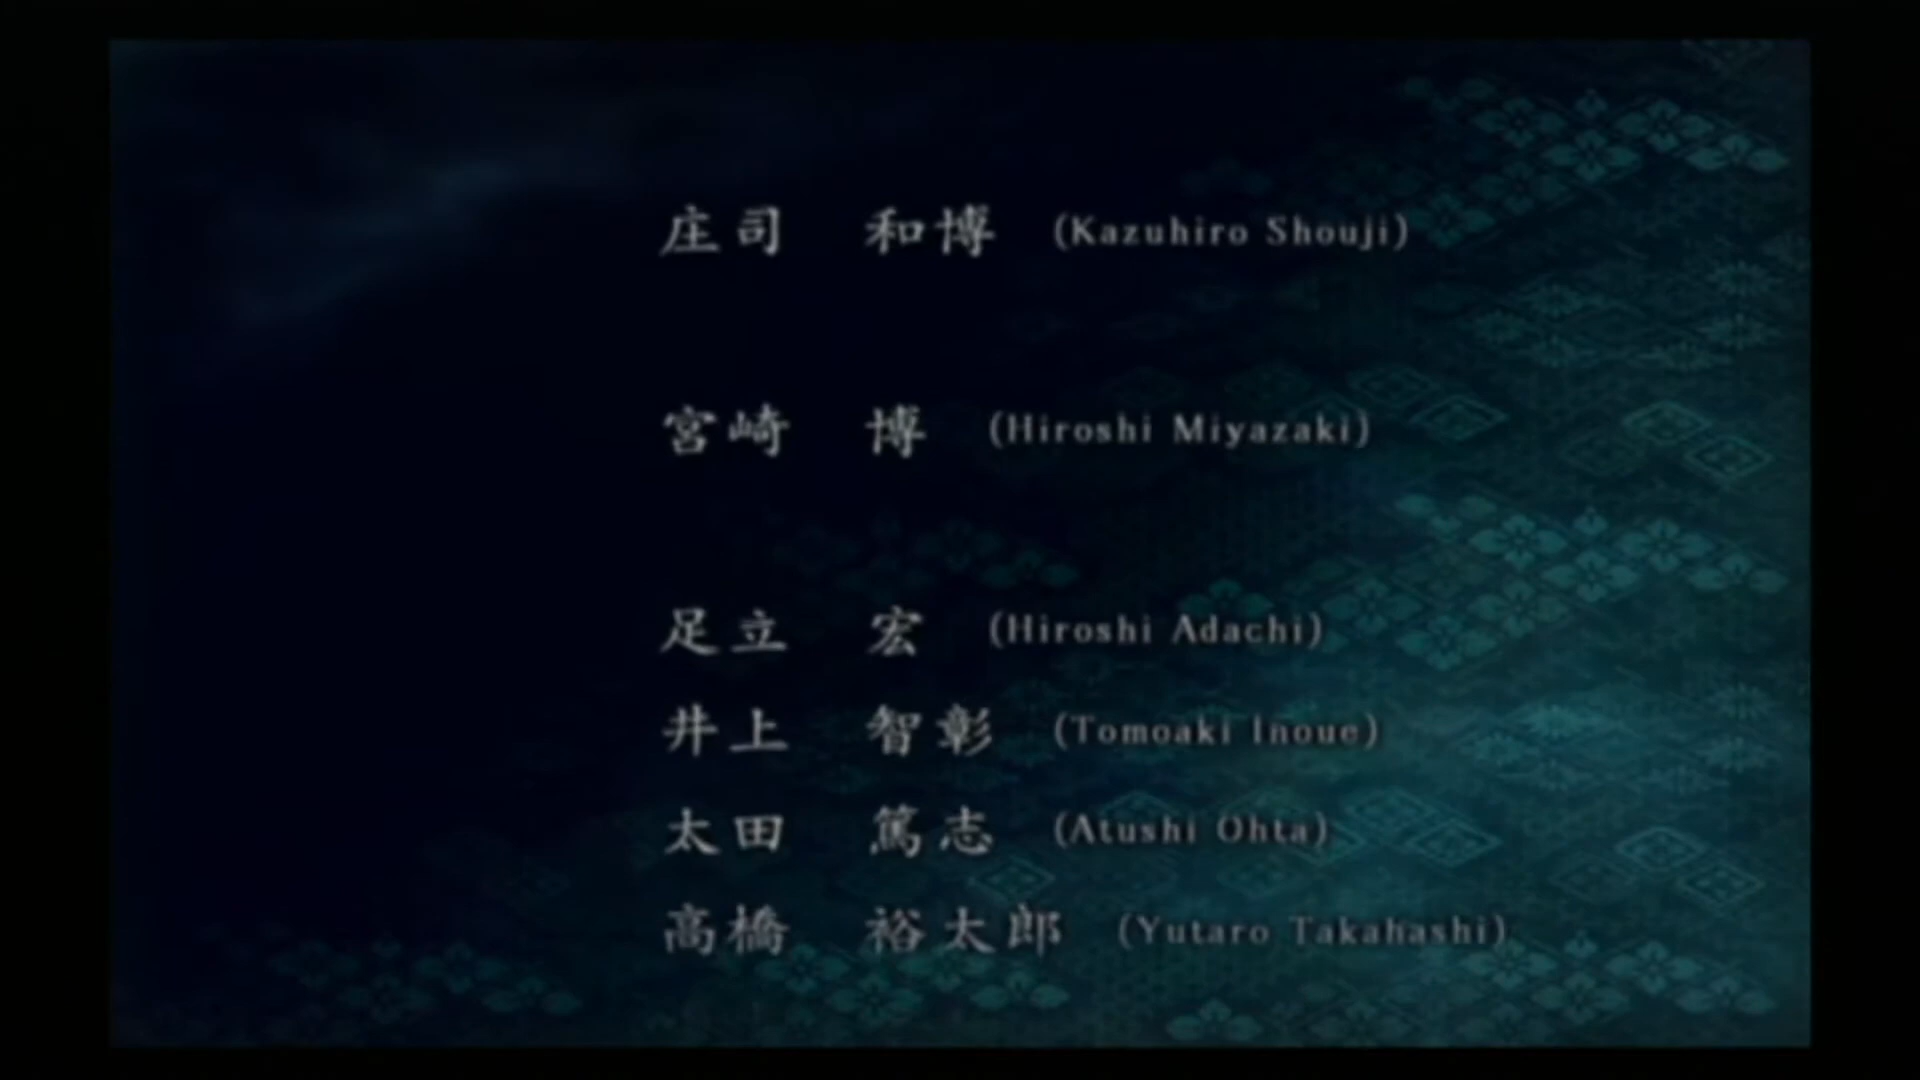 庄司 和博 (Kazuhiro Shouji)
宮崎 博 (Hiroshi Miyazaki)
足立 宏 (Hiroshi Adachi)
井上 智彰 (Tomoaki Inoue)
太田 篤志 (Atushi Ohta)
高橋 裕太郎 (Yutaro Takahashi)